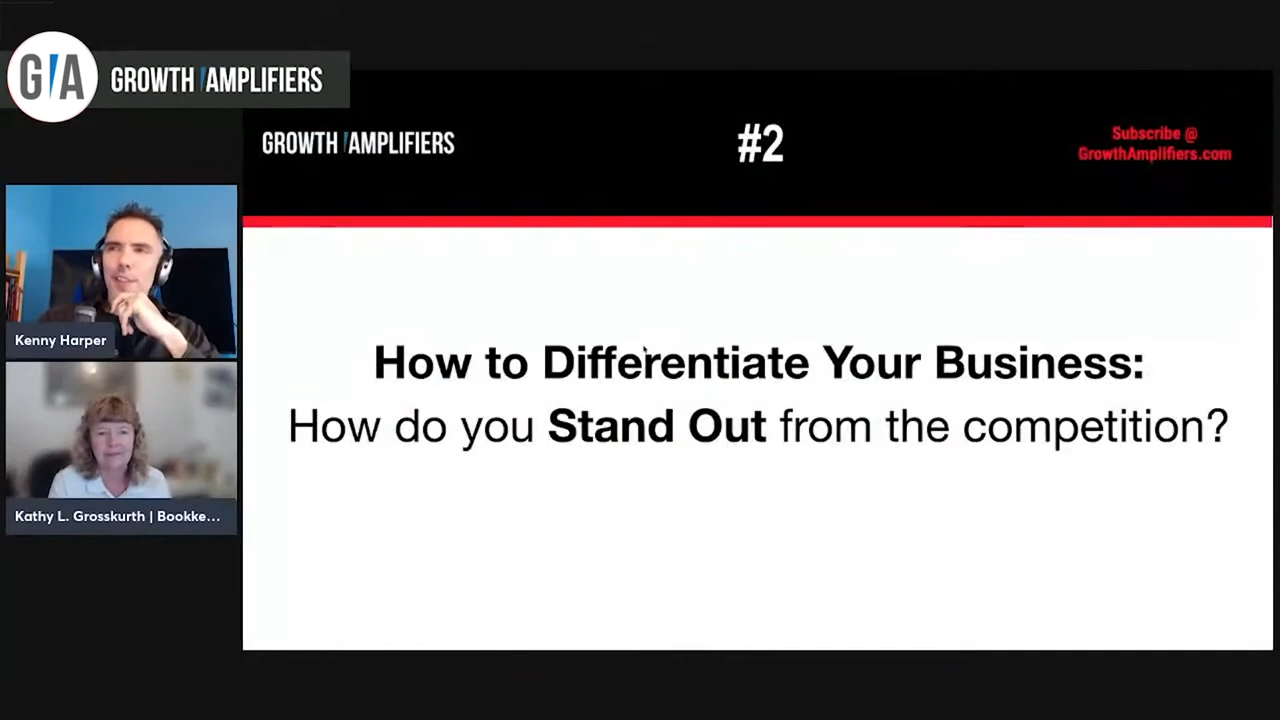 GA GROWTH AMPLIFIERS
GROWTH AMPLIFIERS
#2
Subscribe @
GrowthAmplifiers.com
Kenny Harper
Kathy L. Grosskurth | Bookke...
How to Differentiate Your Business:
How do you Stand Out from the competition?